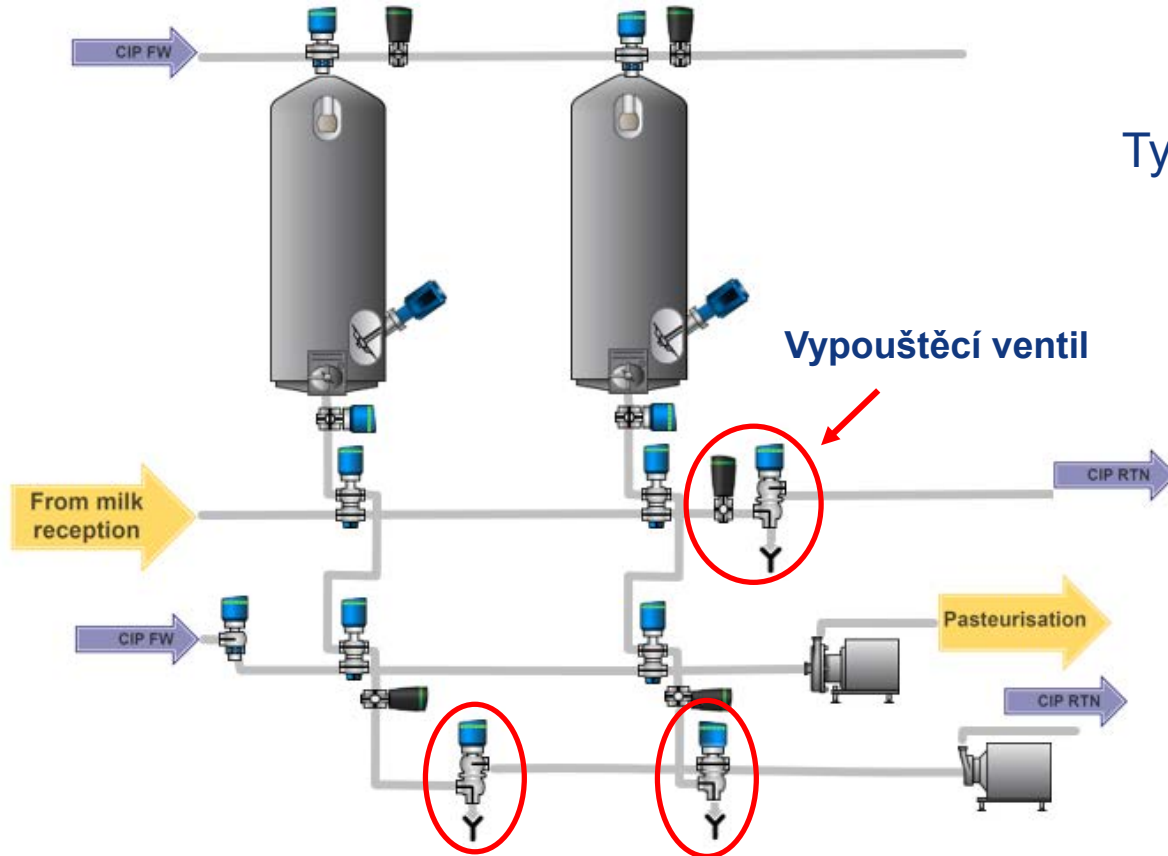 CIP FW
Ty
Vypouštěcí ventil
CIP RTN
From milk
reception
CIP FW
Pasteurisation
CIP RTN